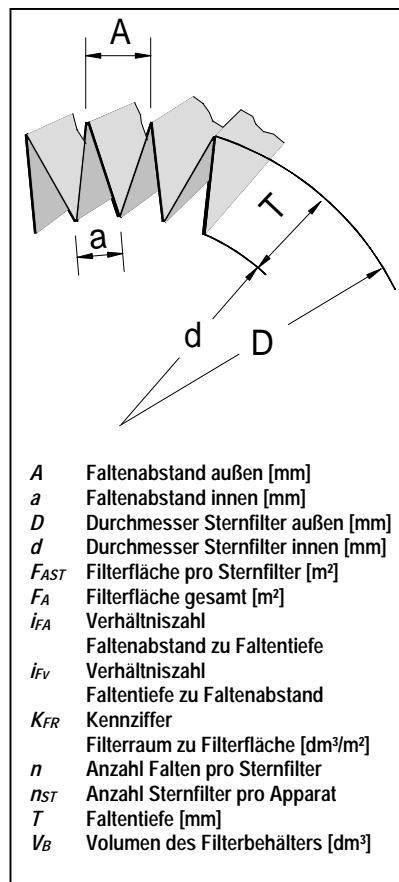 A
a
T
d
D
A Faltenabstand außen [mm]
a Faltenabstand innen [mm]
D Durchmesser Sternfilter außen [mm]
d Durchmesser Sternfilter innen [mm]
FAST Filterfläche pro Sternfilter [m²]
FA Filterfläche gesamt [m²]
iFA Verhältniszahl
Faltenabstand zu Faltentiefe
iFv Verhältniszahl
Faltentiefe zu Faltenabstand
KFR Kennziffer
Filterraum zu Filterfläche [dm³/m²]
n Anzahl Falten pro Sternfilter
nST Anzahl Sternfilter pro Apparat
T Faltentiefe [mm]
VB Volumen des Filterbehälters [dm³]